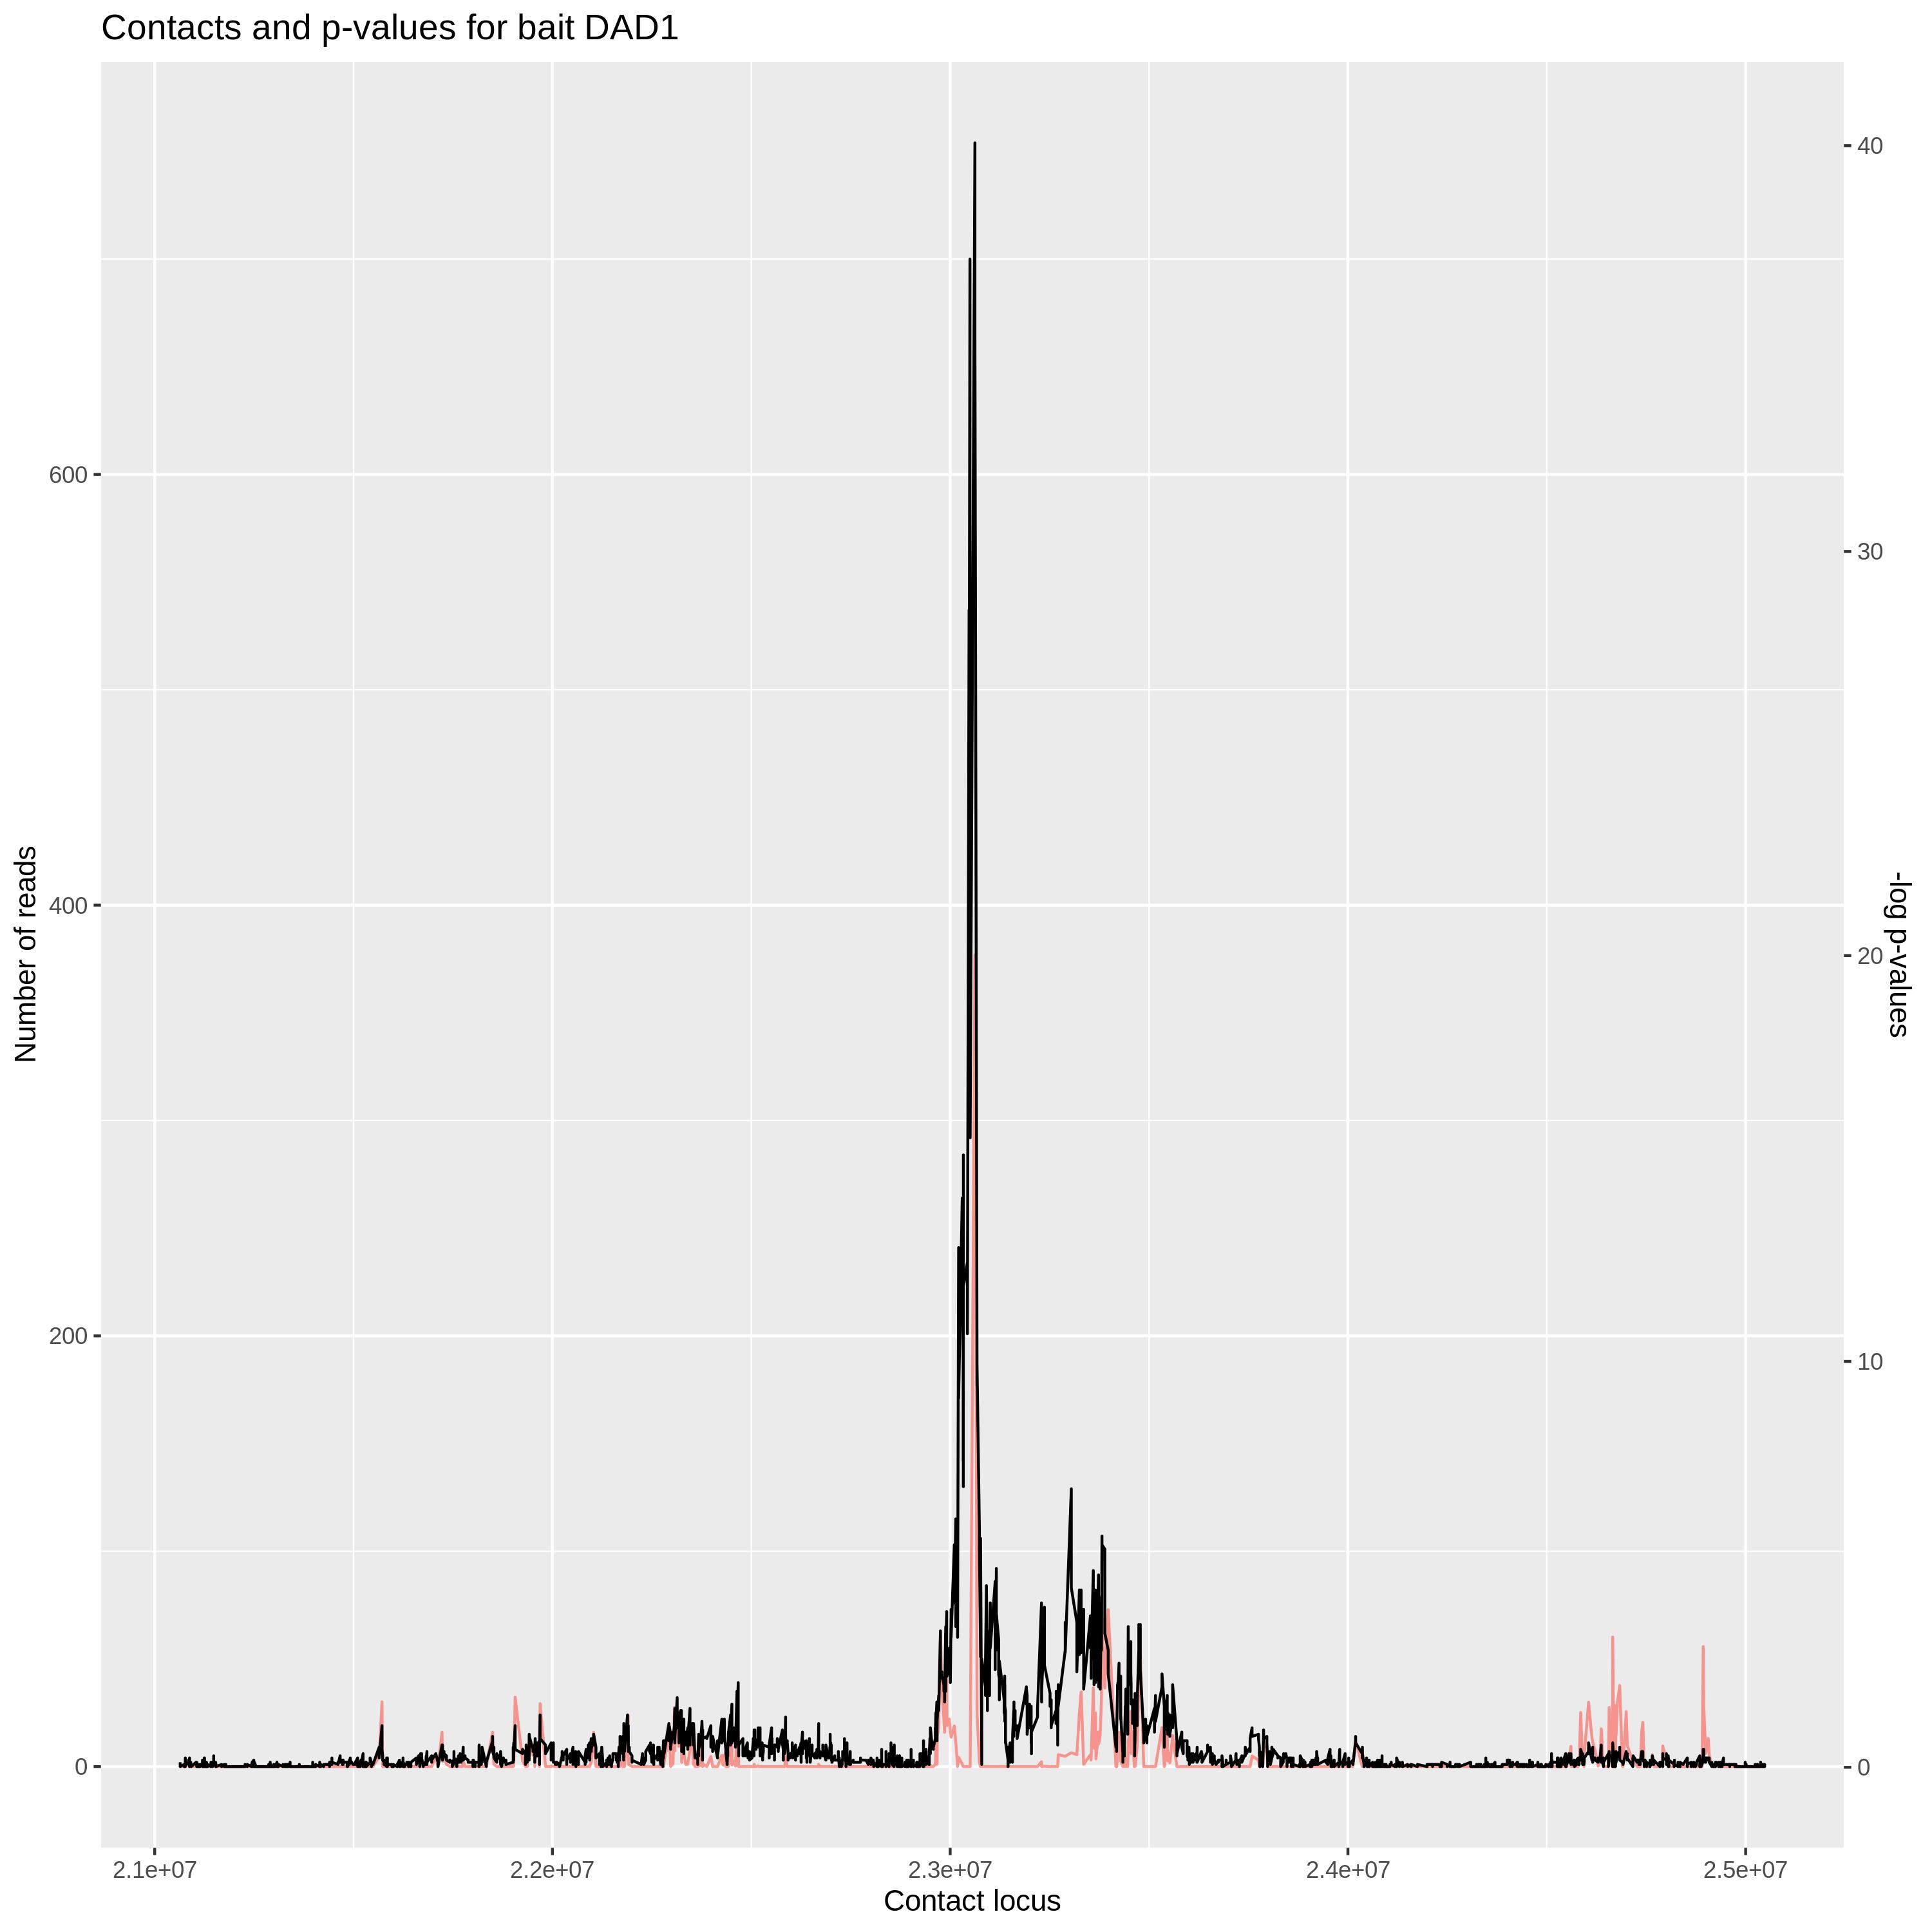 Contacts and p-values for bait DAD1
Number of reads
600
400
200
0
40
30
20
10
0
-log p-values
2.1e+07
2.2e+07
2.3e+07
2.4e+07
2.5e+07
Contact locus